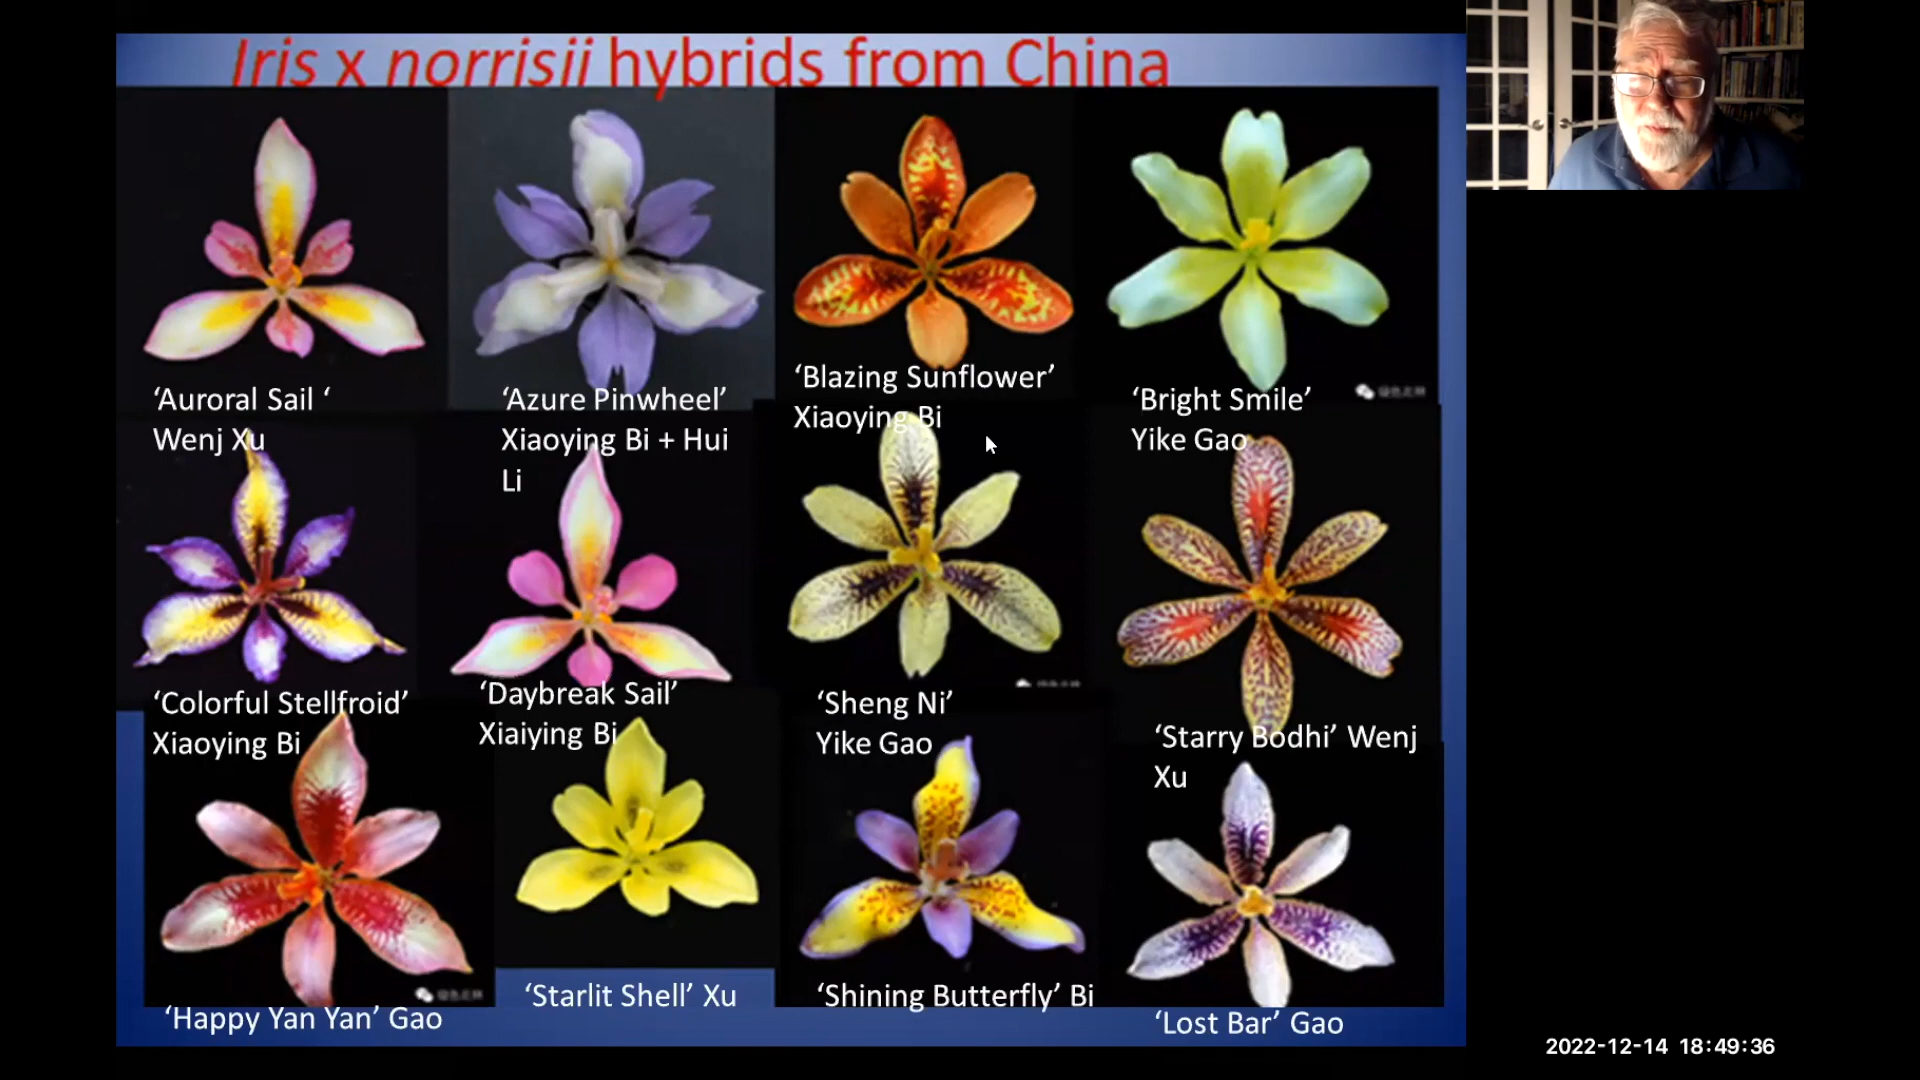 Iris x norrisii hybrids from China
‘Auroral Sail ‘
Wenj Xu
‘Azure Pinwheel’
Xiaoying Bi + Hui
Li
‘Blazing Sunflower’
Xiaoying Bi
‘Bright Smile’
Yike Gao
‘Colorful Stellfroid’
Xiaoying Bi
‘Daybreak Sail’
Xiaiying Bi
‘Sheng Ni’
Yike Gao
‘Starry Bodhi’ Wenj
Xu
‘Happy Yan Yan’ Gao
‘Starlit Shell’ Xu
‘Shining Butterfly’ Bi
‘Lost Bar’ Gao
2022-12-14 18:49:36